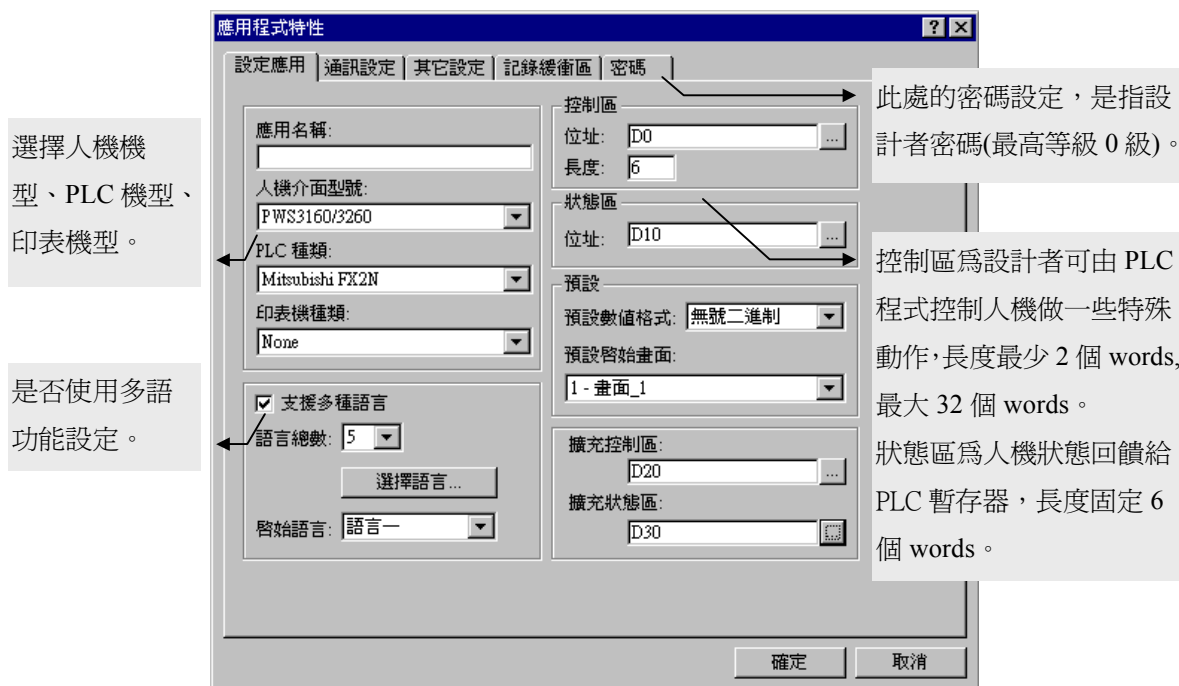 應用程式特性
設定應用
通訊設定
其它設定
記錄緩衝區
密碼
應用名稱:
人機介面型號:
PWS3160/3260
PLC 種類:
Mitsubishi FX2N
印表機種類:
None
支援多種語言
語言總數: 5
選擇語言...
啓始語言: 語言一
控制區
位址: D0 ...
長度: 6
狀態區
位址: D10 ...
預設
預設數值格式: 無號二進制
預設啓始畫面:
1 - 畫面_1
擴充控制區:
D20 ...
擴充狀態區:
D30 ...
確定
取消
選擇人機機
型、PLC 機型、
印表機型。
是否使用多語
功能設定。
此處的密碼設定，是指設
計者密碼(最高等級 0 級)。
控制區爲設計者可由 PLC
程式控制人機做一些特殊
動作,長度最少 2 個 words,
最大 32 個 words。
狀態區爲人機狀態回饋給
PLC 暫存器，長度固定 6
個 words。